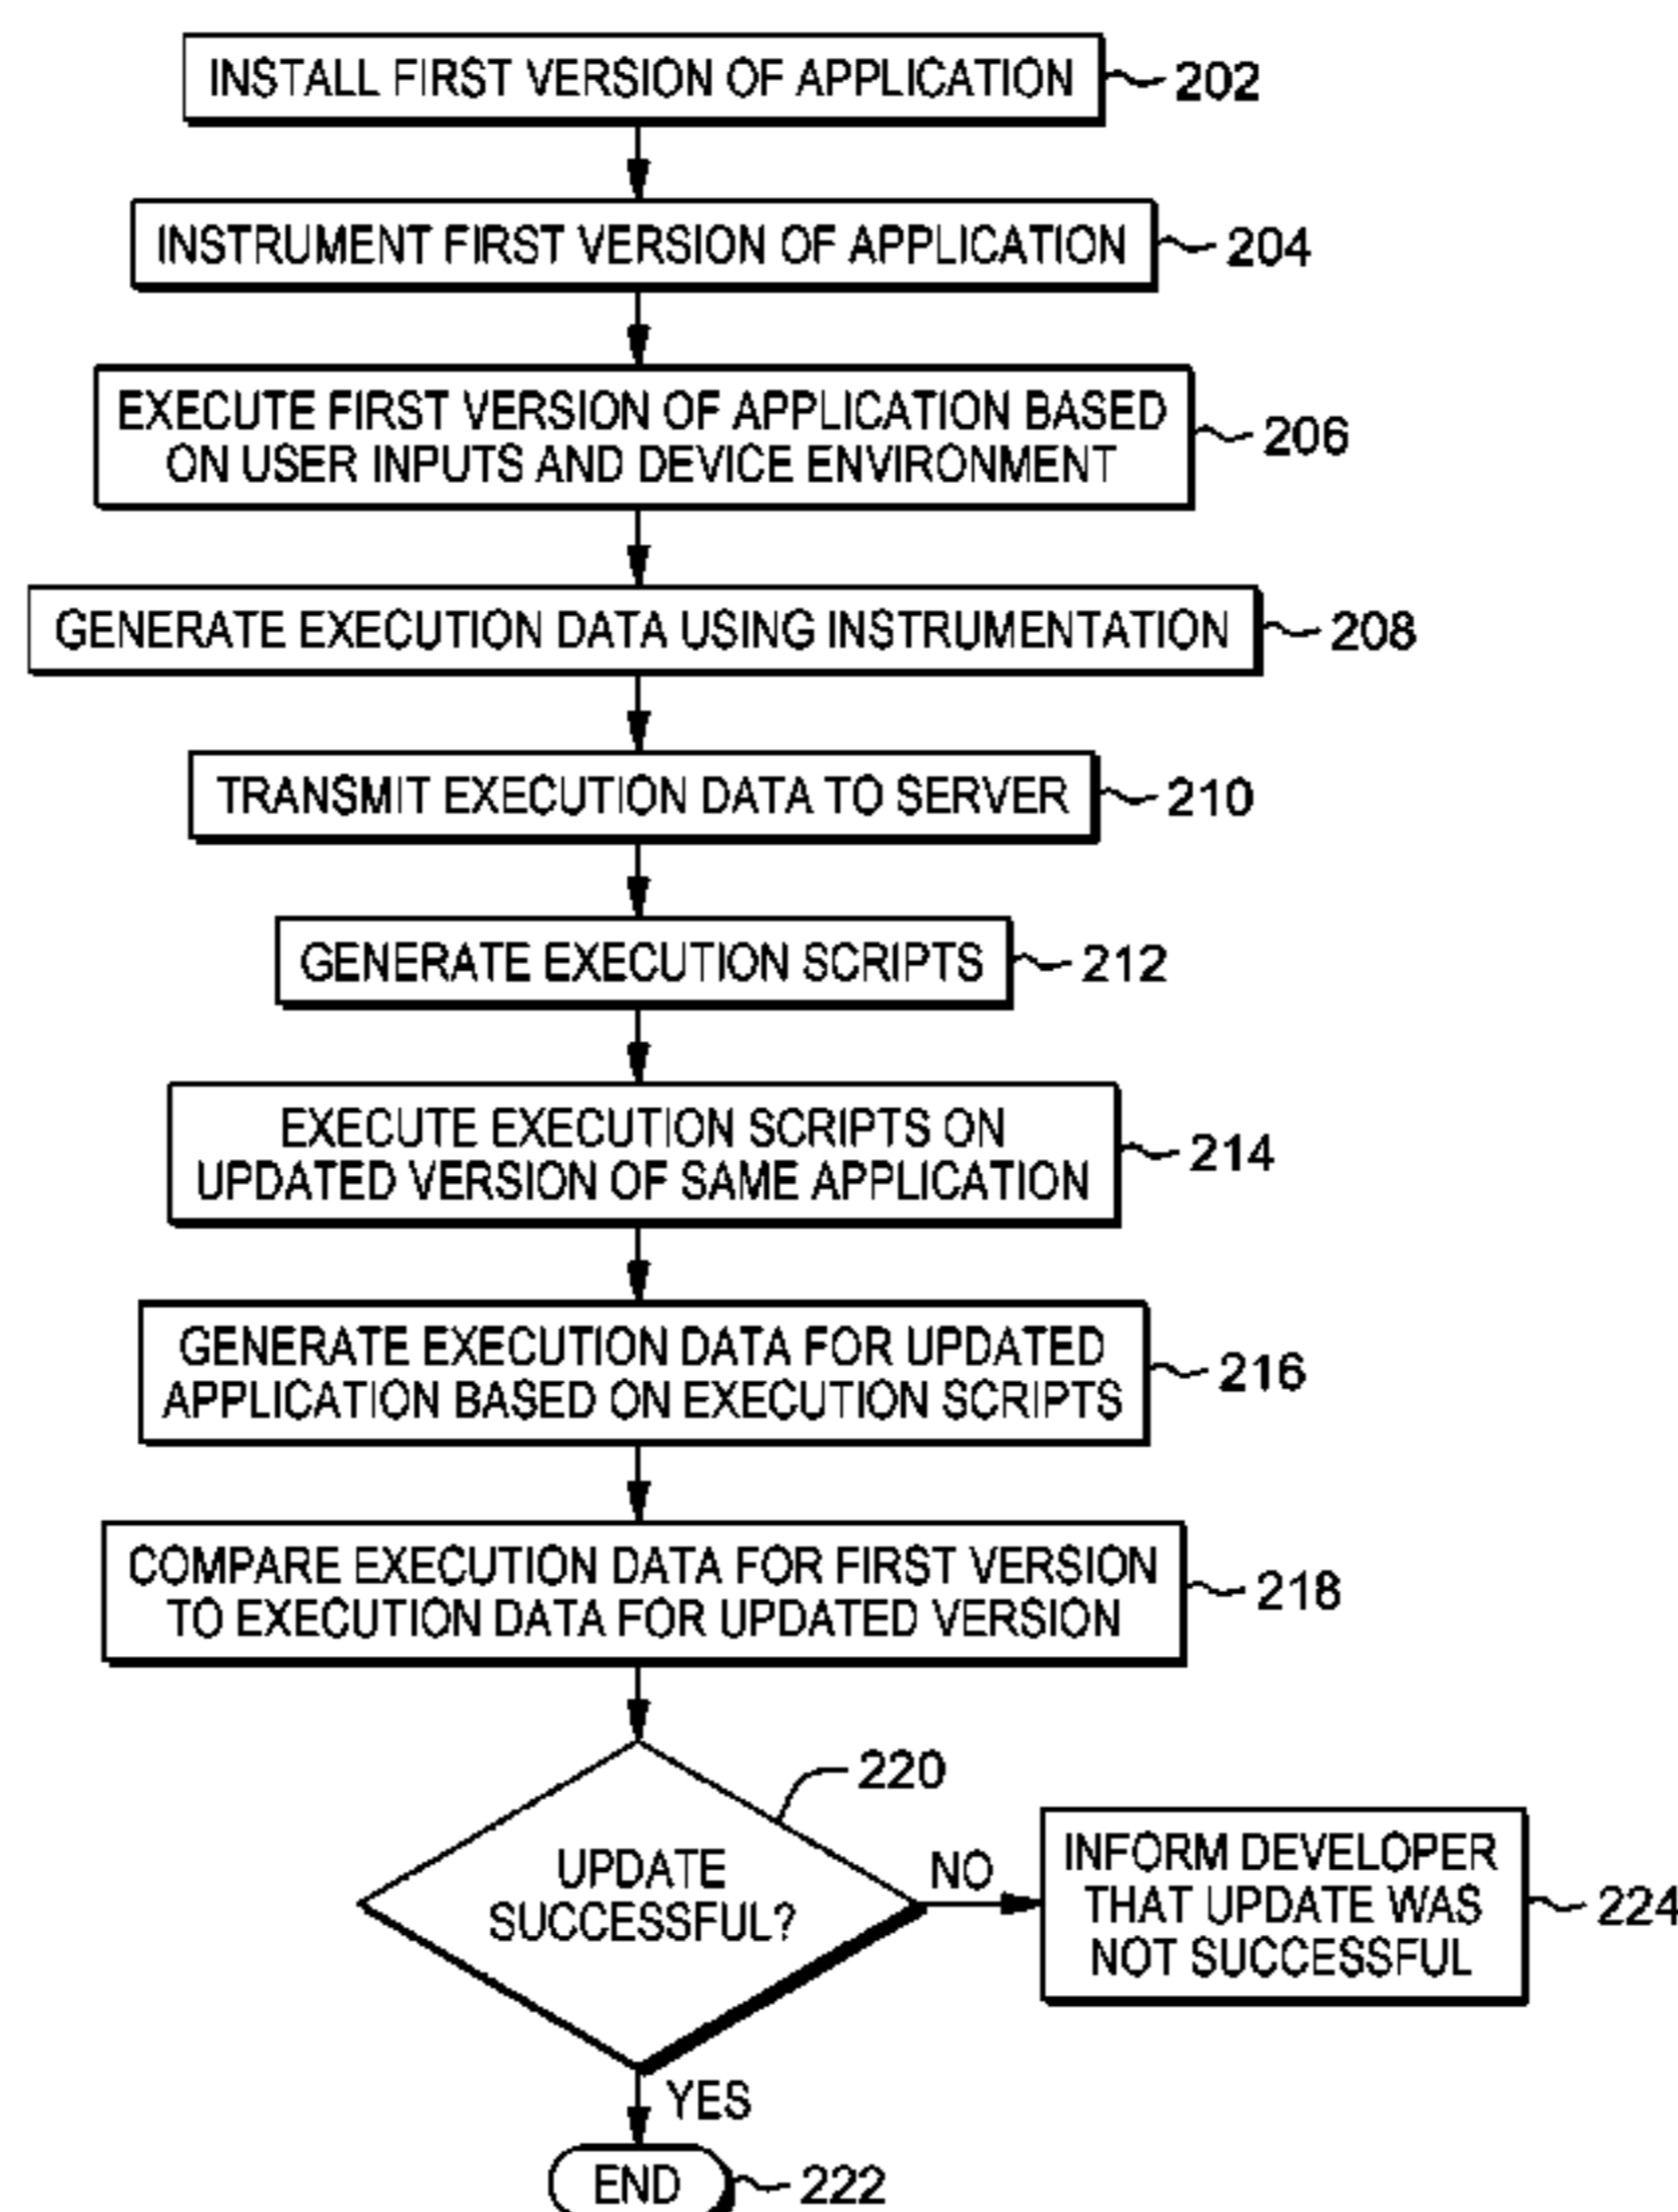 INSTALL FIRST VERSION OF APPLICATION 202
INSTRUMENT FIRST VERSION OF APPLICATION 204
EXECUTE FIRST VERSION OF APPLICATION BASED
ON USER INPUTS AND DEVICE ENVIRONMENT
206
GENERATE EXECUTION DATA USING INSTRUMENTATION 208
TRANSMIT EXECUTION DATA TO SERVER 210
GENERATE EXECUTION SCRIPTS 212
EXECUTE EXECUTION SCRIPTS ON
UPDATED VERSION OF SAME APPLICATION
214
GENERATE EXECUTION DATA FOR UPDATED
APPLICATION BASED ON EXECUTION SCRIPTS
216
COMPARE EXECUTION DATA FOR FIRST VERSION
TO EXECUTION DATA FOR UPDATED VERSION
218
220
UPDATE
SUCCESSFUL?
NO
INFORM DEVELOPER
THAT UPDATE WAS
NOT SUCCESSFUL
224
YES
END 222